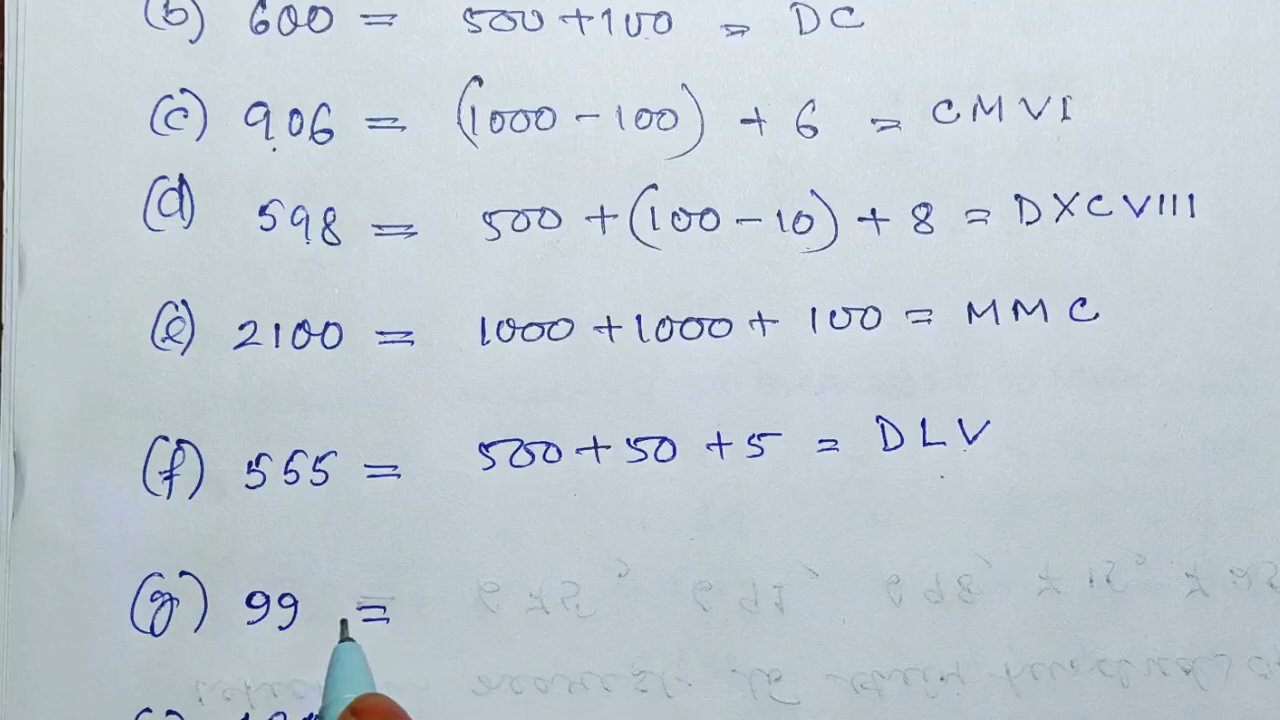 (b) 600 = 500 + 100 = DC
(c) 906 = (1000 - 100) + 6 = CMVI
(d) 598 = 500 + (100 - 10) + 8 = DXCVIII
(e) 2100 = 1000 + 1000 + 100 = MMC
(f) 555 = 500 + 50 + 5 = DLV
(g) 99 =